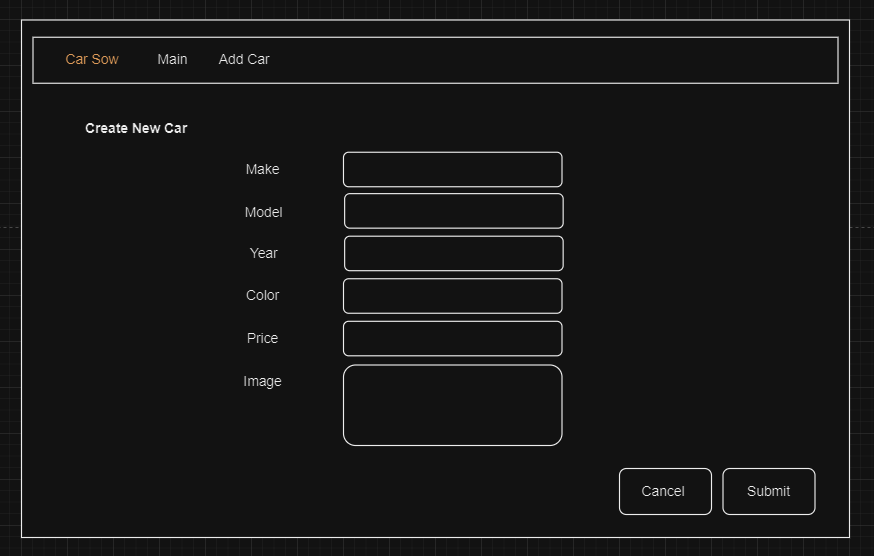 Car Sow Main Add Car
Create New Car
Make
Model
Year
Color
Price
Image
Cancel Submit